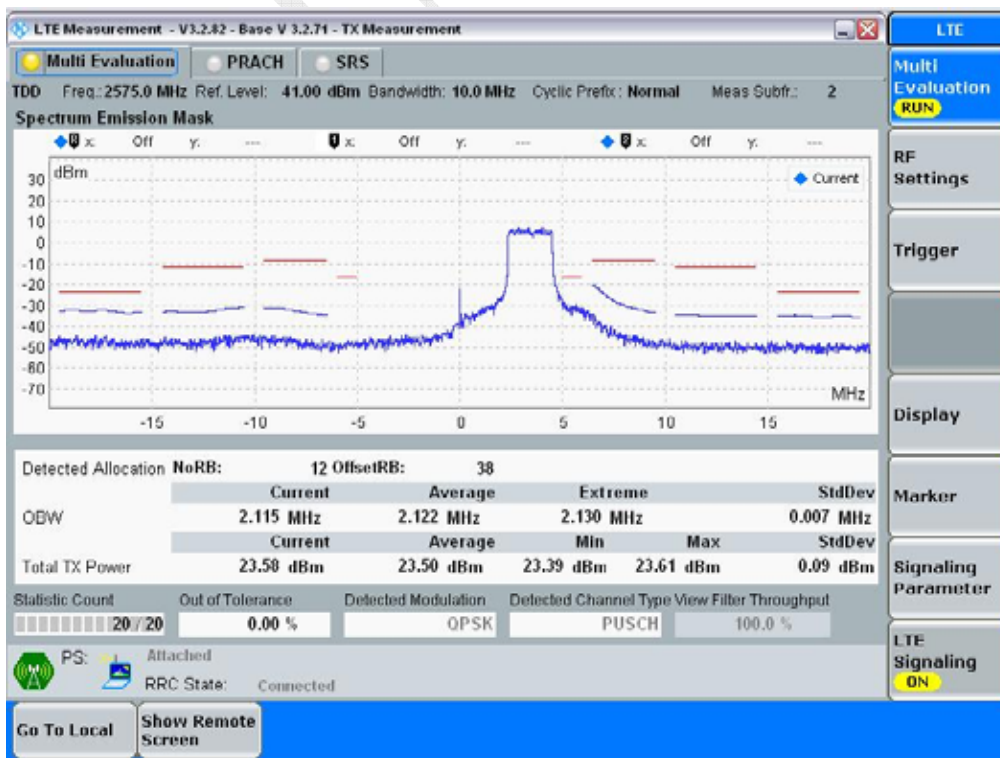 LTE Measurement - V3.2.82 - Base V 3.2.71 - TX Measurement
LTE
Multi Evaluation PRACH SRS
TDD Freq.: 2575.0 MHz Ref. Level: 41.00 dBm Bandwidth: 10.0 MHz Cyclic Prefix: Normal Meas Subfr.: 2
Spectrum Emission Mask
x: Off y: --- 1 x: Off y: --- 2 x: Off y: ---
dBm
Current
30
20
10
0
-10
-20
-30
-40
-50
-60
-70
MHz
-15 -10 -5 0 5 10 15
Detected Allocation NoRB: 12 OffsetRB: 38
Current Average Extreme StdDev
OBW 2.115 MHz 2.122 MHz 2.130 MHz 0.007 MHz
Current Average Min Max StdDev
Total TX Power 23.58 dBm 23.50 dBm 23.39 dBm 23.61 dBm 0.09 dBm
Statistic Count Out of Tolerance Detected Modulation Detected Channel Type View Filter Throughput
20 / 20 0.00 % QPSK PUSCH 100.0 %
PS: Attached
RRC State: Connected
Go To Local
Show Remote
Screen
Multi
Evaluation
RUN
RF
Settings
Trigger
Display
Marker
Signaling
Parameter
LTE
Signaling
ON